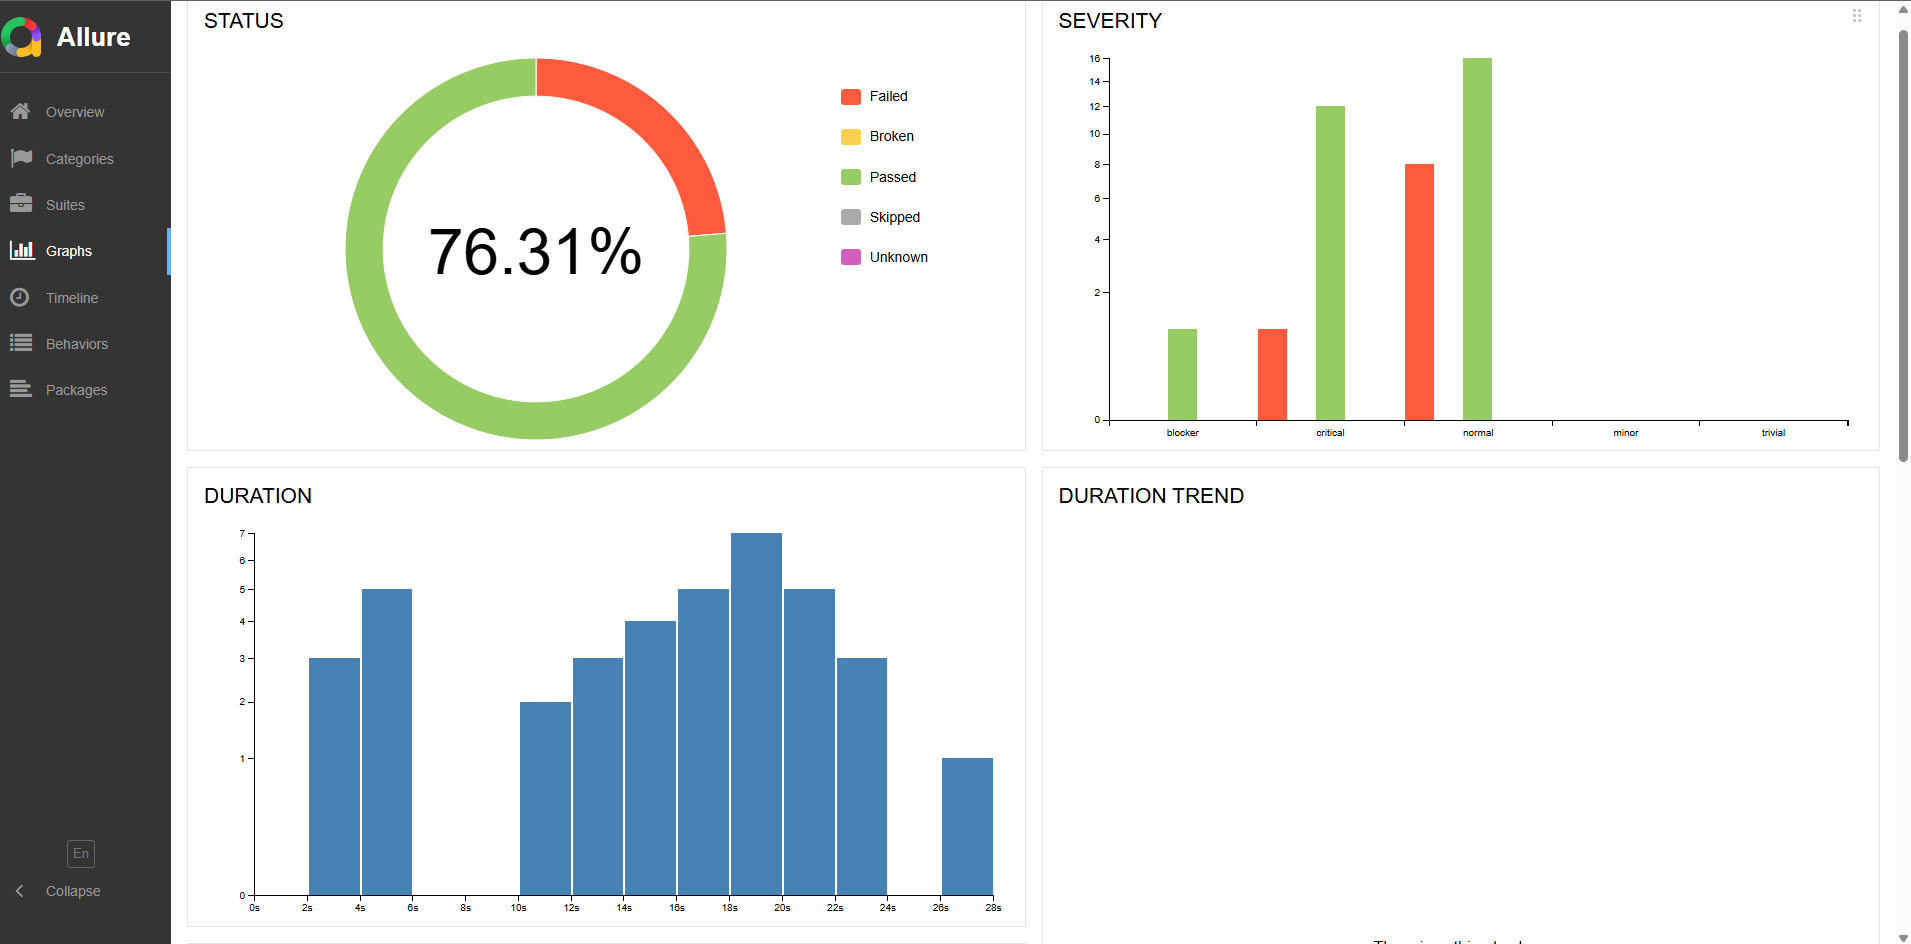 Allure
Overview
Categories
Suites
Graphs
Timeline
Behaviors
Packages
En
Collapse
STATUS
76.31%
Failed
Broken
Passed
Skipped
Unknown
SEVERITY
16
14
12
10
8
6
4
2
0
blocker critical normal minor trivial
DURATION
7
6
5
4
3
2
1
0
0s 2s 4s 6s 8s 10s 12s 14s 16s 18s 20s 22s 24s 26s 28s
DURATION TREND